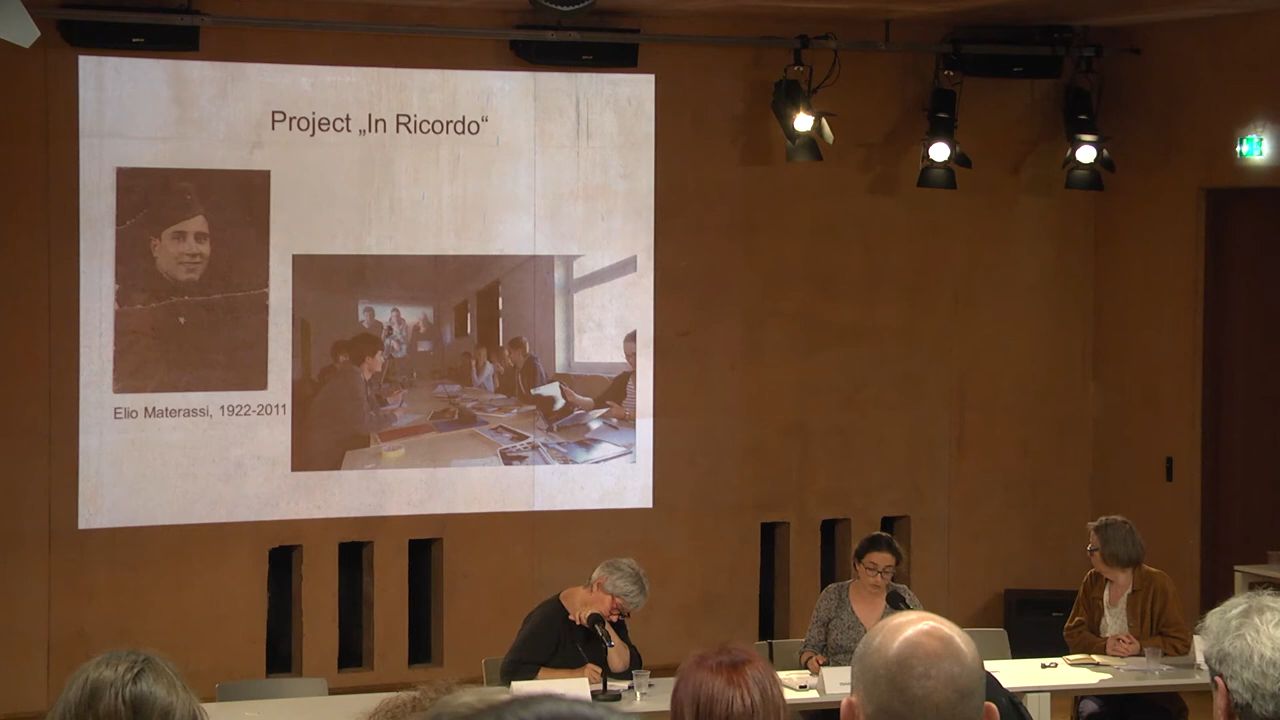 Project „In Ricordo“
Elio Materassi, 1922-2011